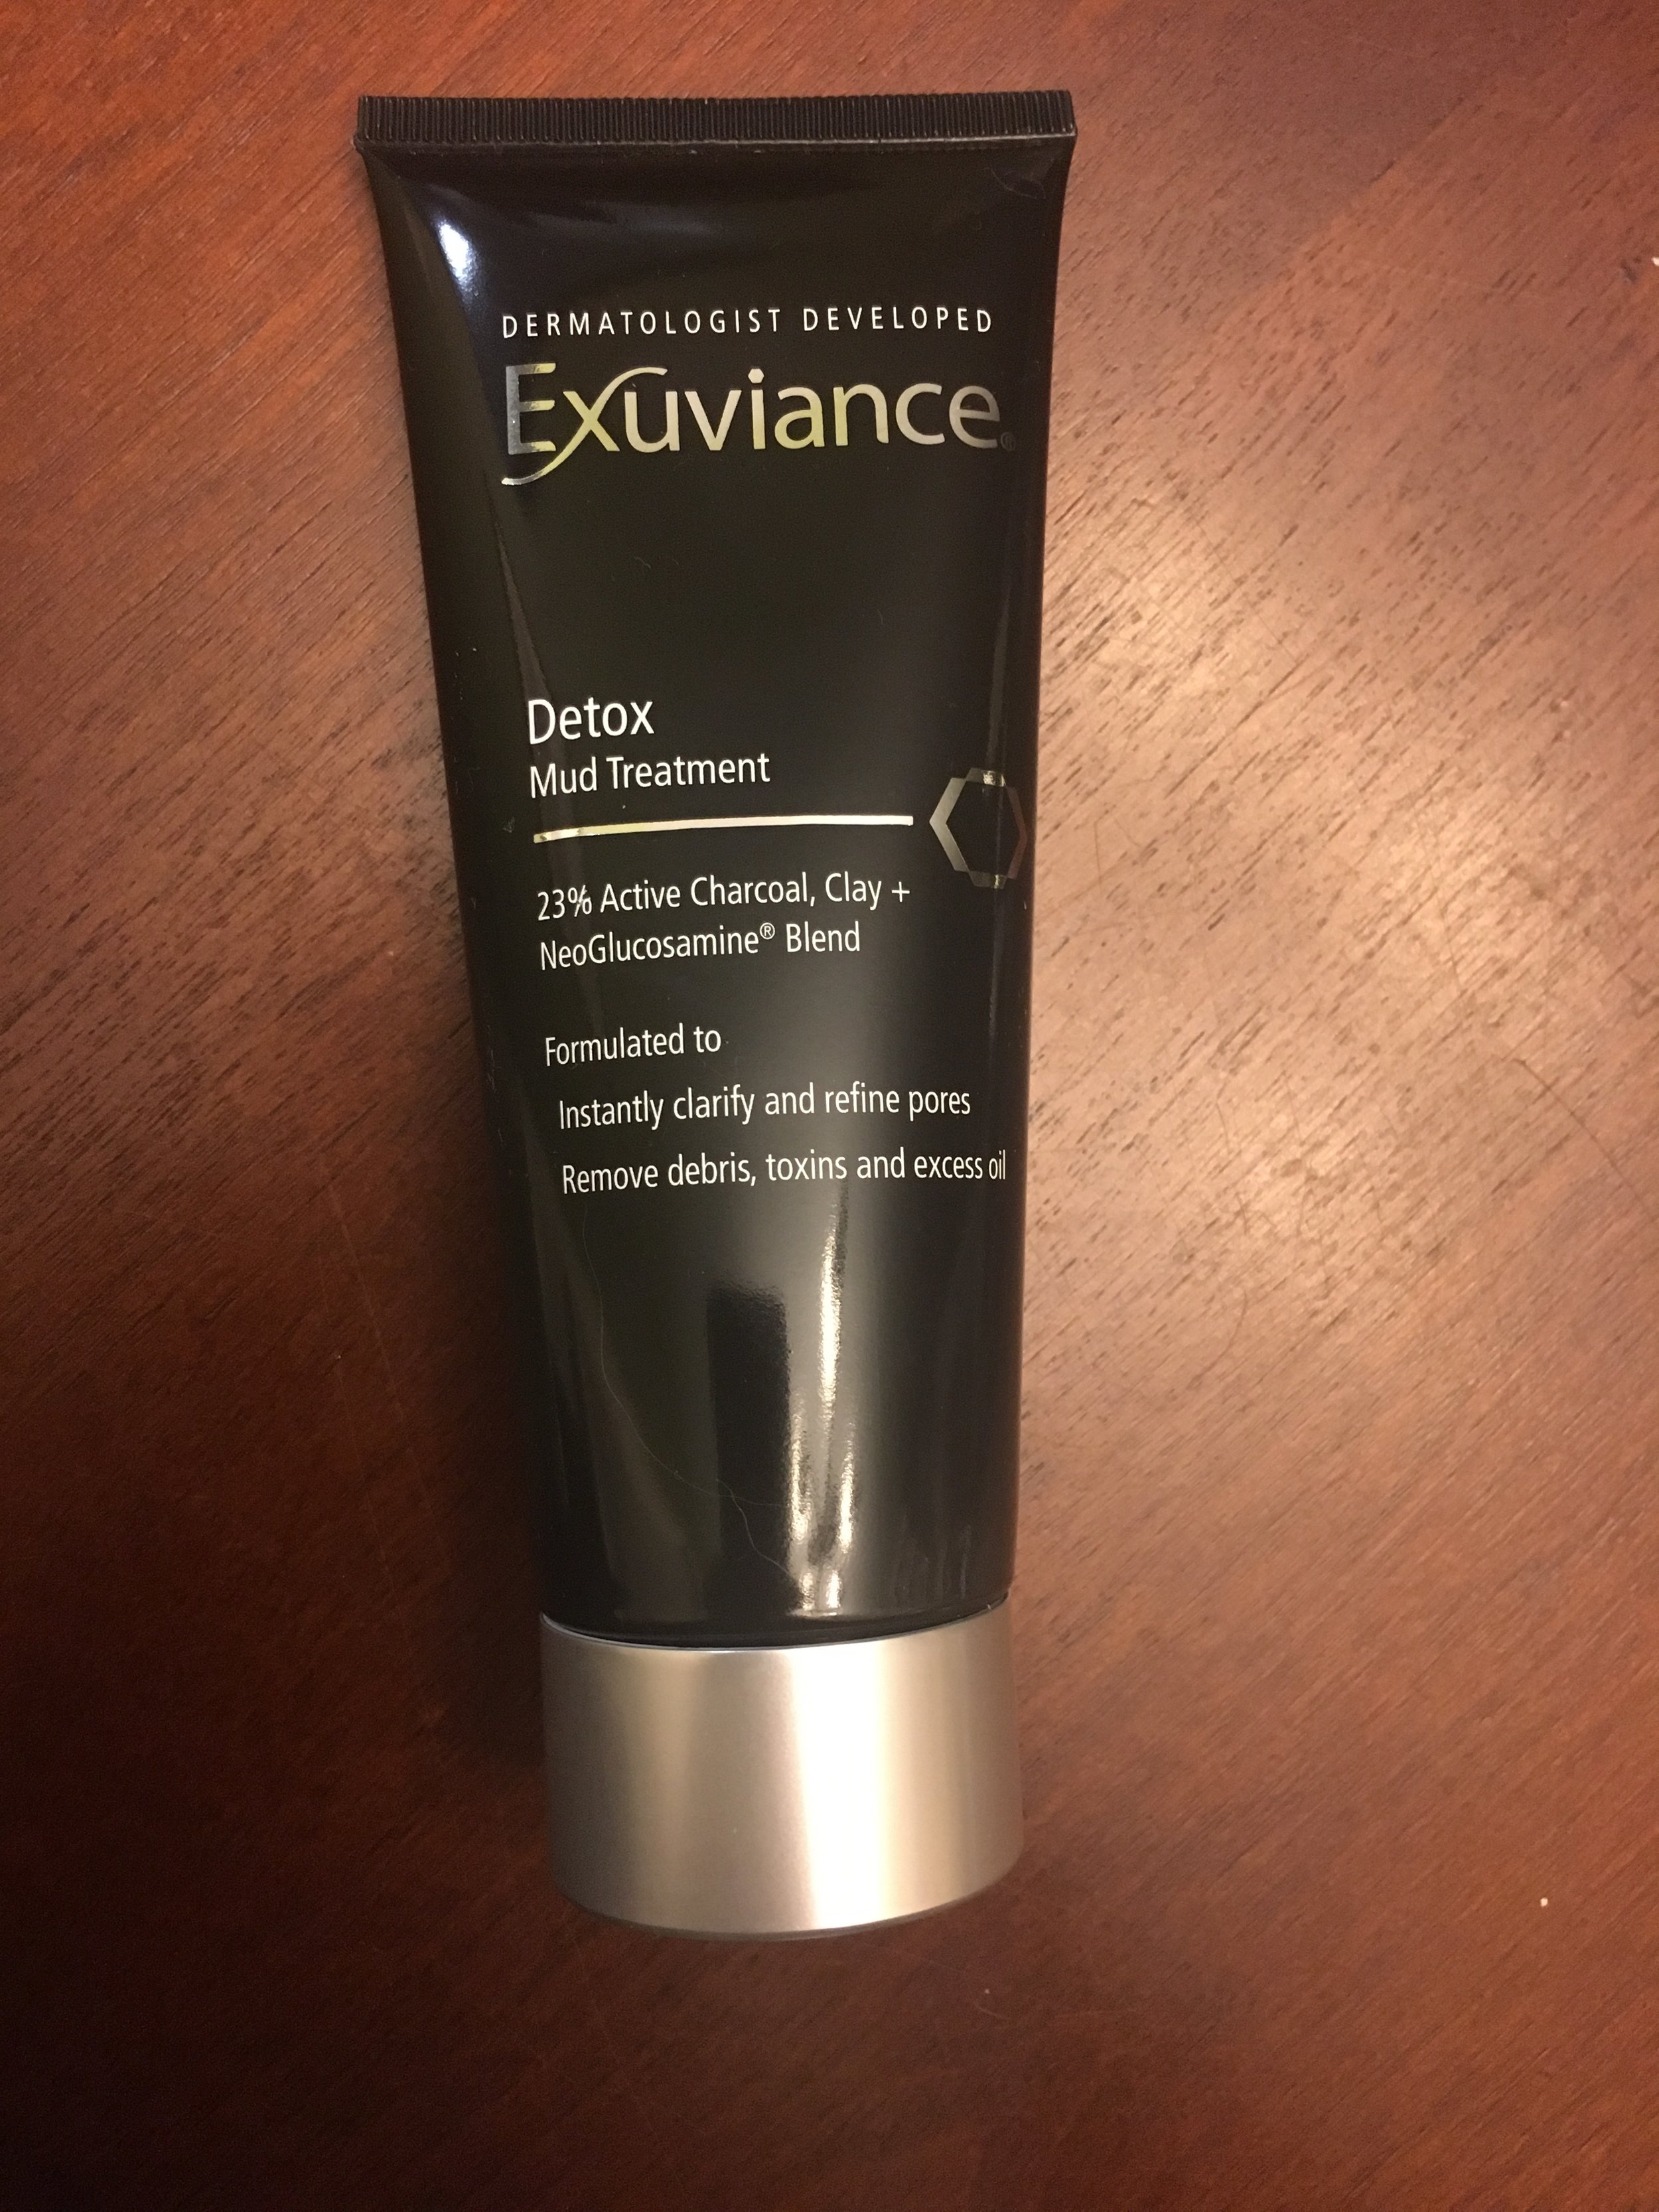 DERMATOLOGIST DEVELOPED
Exuviance®
Detox
Mud Treatment
23% Active Charcoal, Clay +
NeoGlucosamine® Blend
Formulated to
Instantly clarify and refine pores
Remove debris, toxins and excess oil